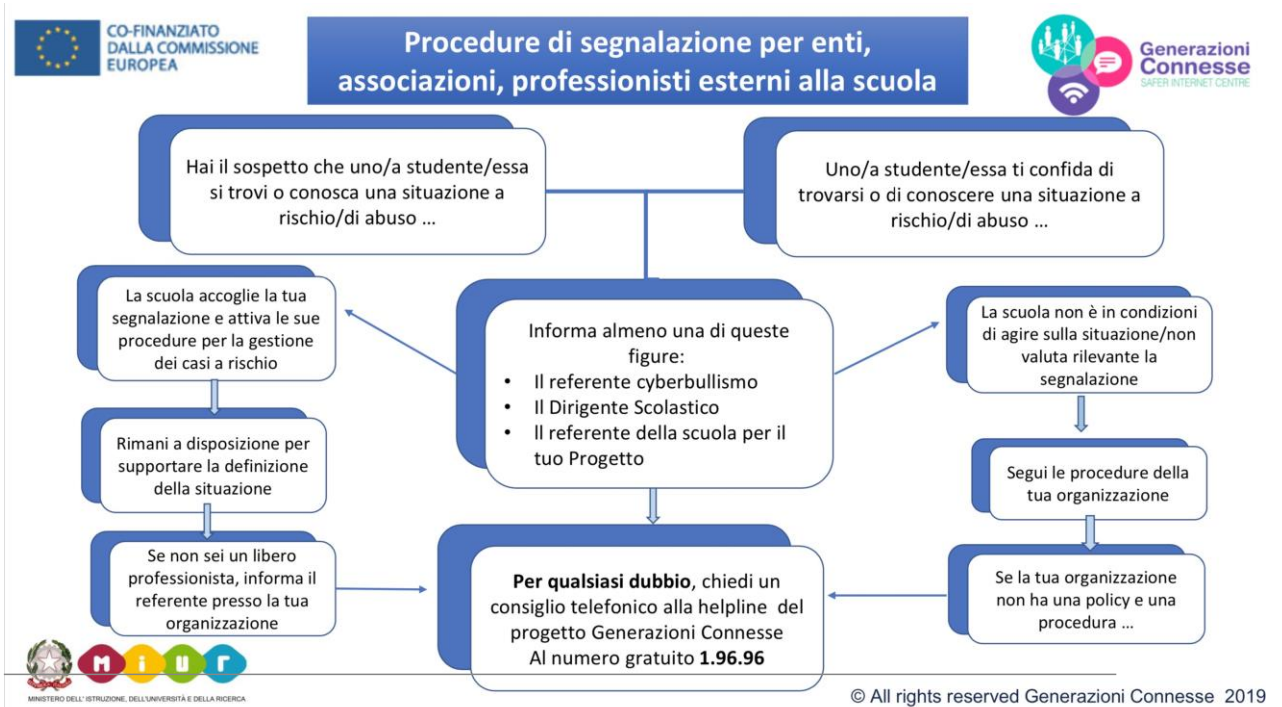 CO-FINANZIATO
DALLA COMMISSIONE
EUROPEA
Procedure di segnalazione per enti,
associazioni, professionisti esterni alla scuola
Generazioni
Connesse
SAFER INTERNET CENTRE
Hai il sospetto che uno/a studente/essa
si trovi o conosca una situazione a
rischio/di abuso ...
Uno/a studente/essa ti confida di
trovarsi o di conoscere una situazione a
rischio/di abuso ...
La scuola accoglie la tua
segnalazione e attiva le sue
procedure per la gestione
dei casi a rischio
Informa almeno una di queste
figure:
• Il referente cyberbullismo
• Il Dirigente Scolastico
• Il referente della scuola per il
tuo Progetto
La scuola non è in condizioni
di agire sulla situazione/non
valuta rilevante la
segnalazione
Rimani a disposizione per
supportare la definizione
della situazione
Segui le procedure della
tua organizzazione
Se non sei un libero
professionista, informa il
referente presso la tua
organizzazione
Per qualsiasi dubbio, chiedi un
consiglio telefonico alla helpline del
progetto Generazioni Connesse
Al numero gratuito 1.96.96
Se la tua organizzazione
non ha una policy e una
procedura ...
MIUR
MINISTERO DELL' ISTRUZIONE, DELL'UNIVERSITÀ E DELLA RICERCA
© All rights reserved Generazioni Connesse 2019